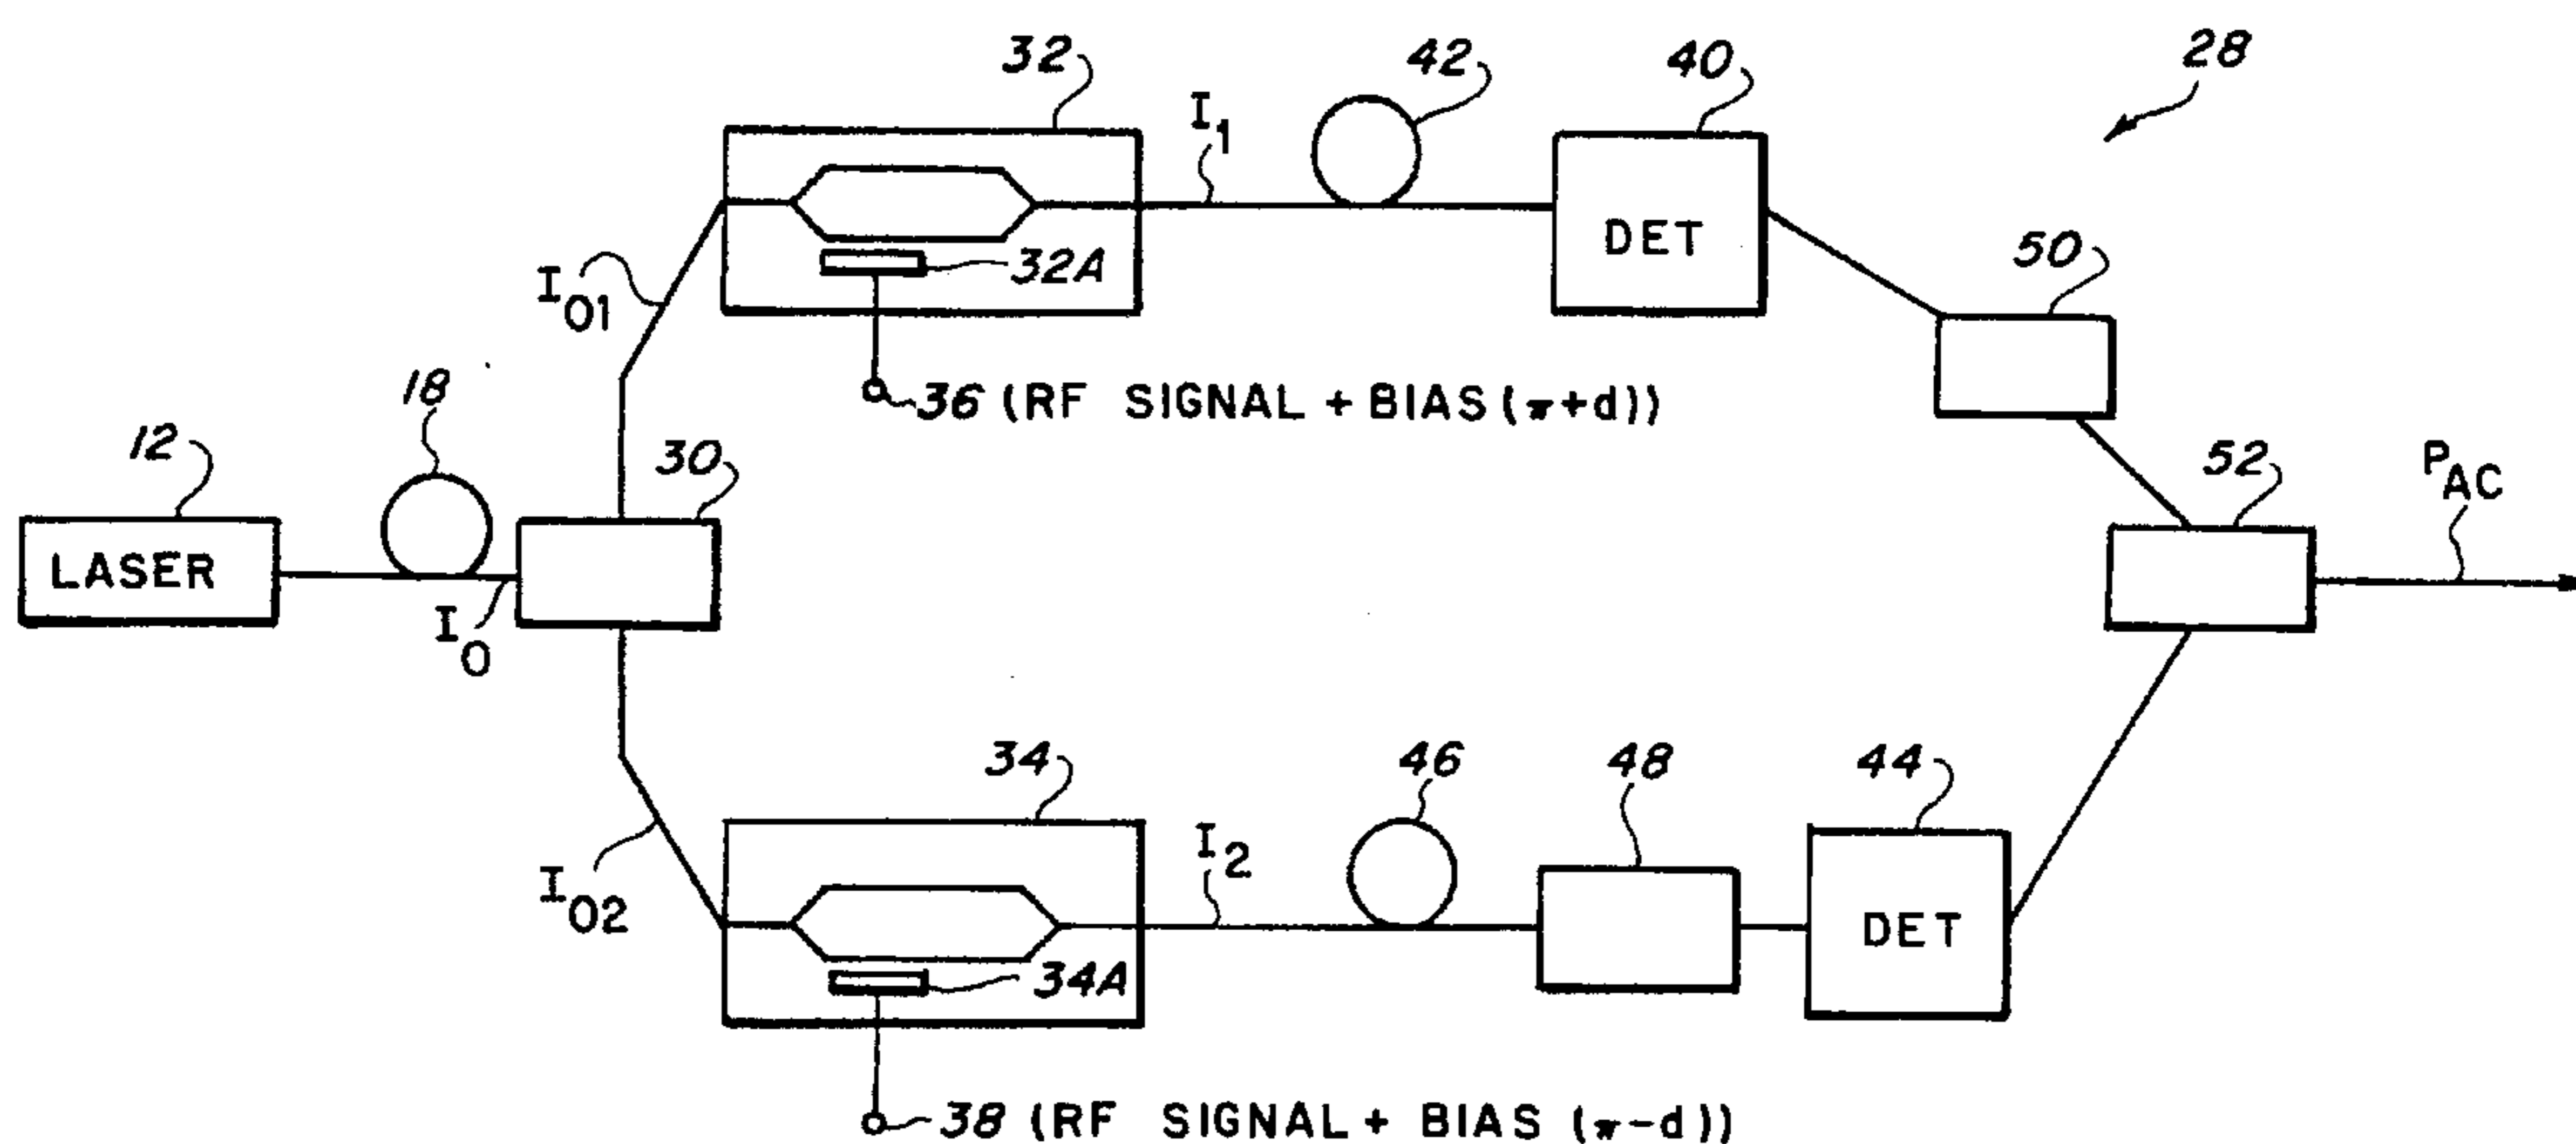 28
32
I1
42
40
DET
32A
50
I01
36 (RF SIGNAL + BIAS (π+d))
18
12
30
52
PAC
LASER
I0
34
I2
46
48
44
DET
I02
34A
38 (RF SIGNAL + BIAS (π-d))